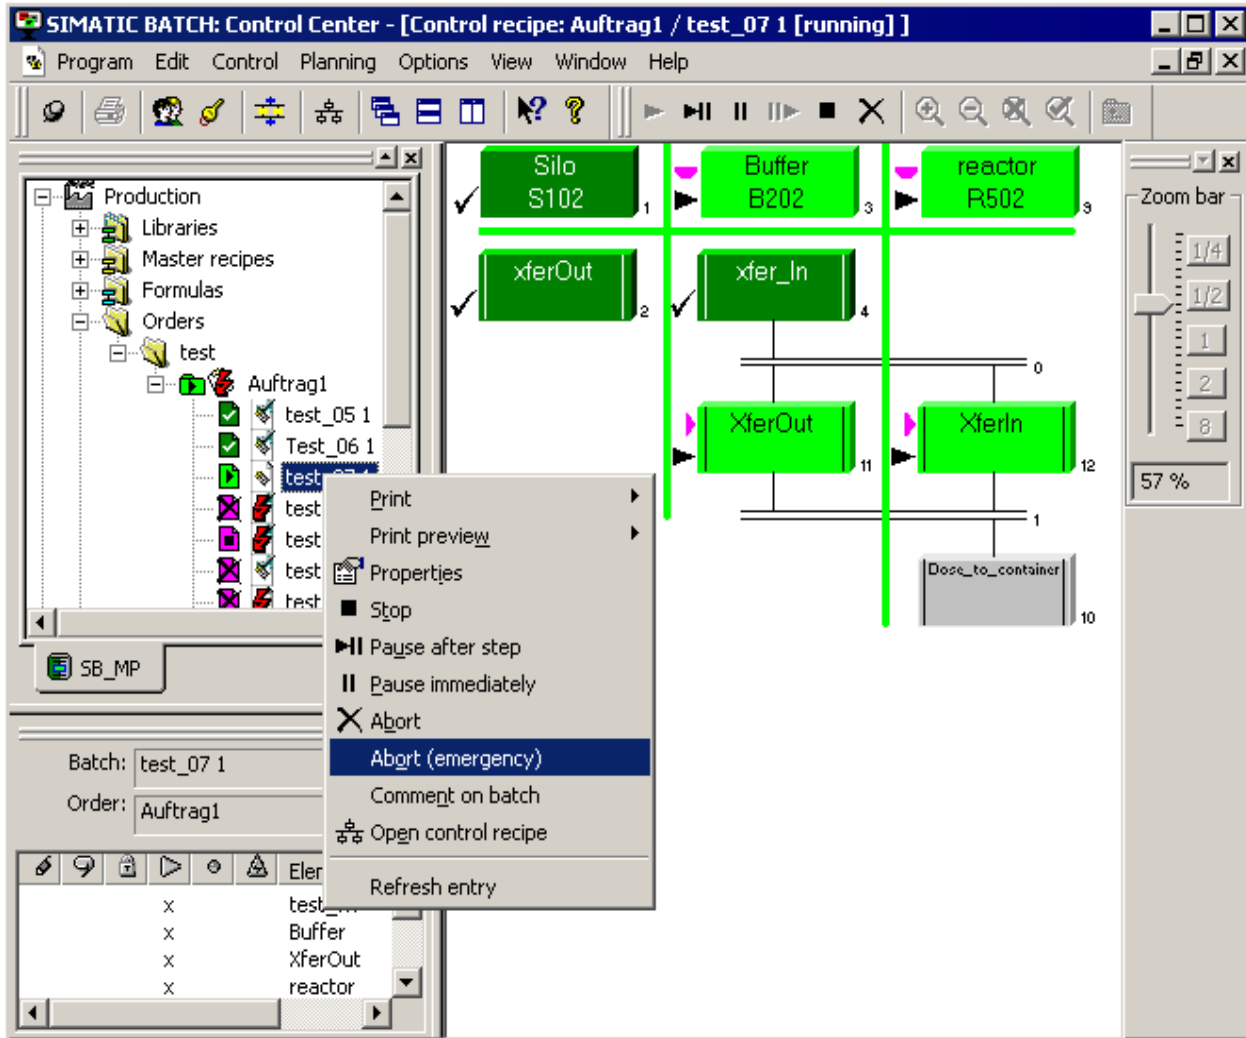 SIMATIC BATCH: Control Center - [Control recipe: Auftrag1 / test_07 1 [running] ]
Program Edit Control Planning Options View Window Help
Production
Libraries
Master recipes
Formulas
Orders
test
Auftrag1
test_05 1
Test_06 1
test
test
test
test
test
SB_MP
Print
Print preview
Properties
Stop
Pause after step
Pause immediately
Abort
Abort (emergency)
Comment on batch
Open control recipe
Refresh entry
Batch: test_07 1
Order: Auftrag1
Elen
x test_
x Buffer
x XferOut
x reactor
Silo
S102
1
Buffer
B202
3
reactor
R502
9
xferOut
2
xfer_In
4
0
XferOut
11
XferIn
12
1
Dose_to_container
10
Zoom bar
1/4
1/2
1
2
8
57 %